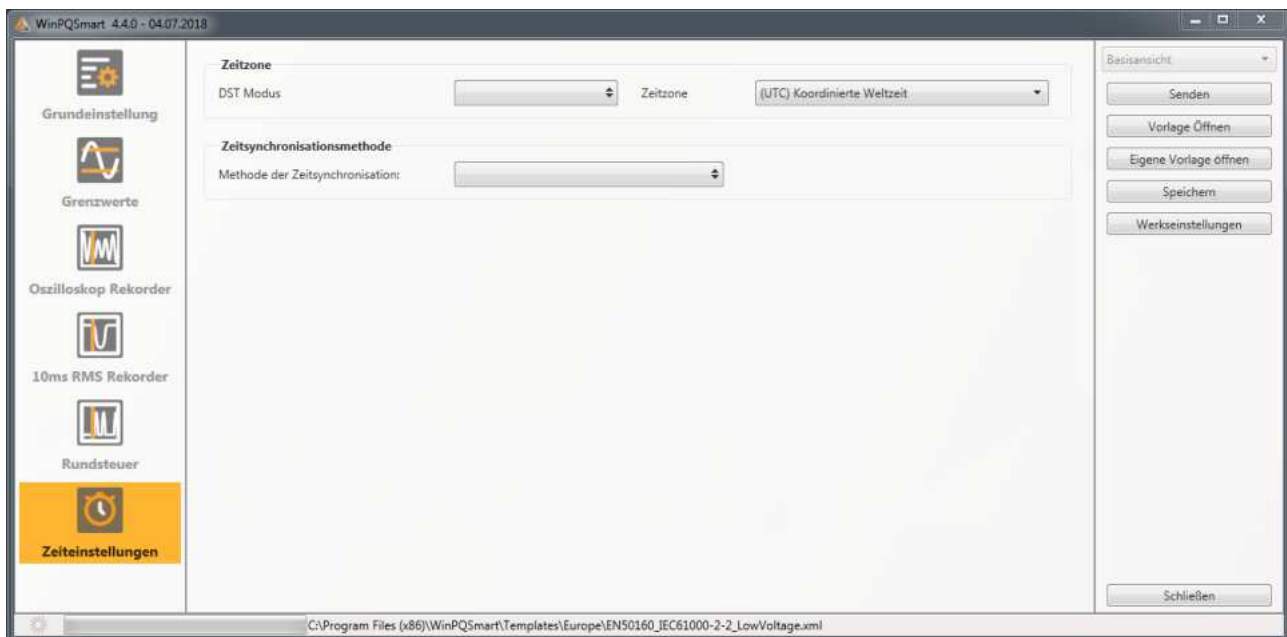 WinPQSmart 4.4.0 - 04.07.2018
Grundeinstellung
Grenzwerte
Oszilloskop Rekorder
10ms RMS Rekorder
Rundsteuer
Zeiteinstellungen
Zeitzone
DST Modus
Zeitzone
(UTC) Koordinierte Weltzeit
Zeitsynchronisationsmethode
Methode der Zeitsynchronisation:
Basisansicht
Senden
Vorlage Öffnen
Eigene Vorlage öffnen
Speichern
Werkseinstellungen
Schließen
C:\Program Files (x86)\WinPQSmart\Templates\Europe\EN50160_IEC61000-2-2_LowVoltage.xml